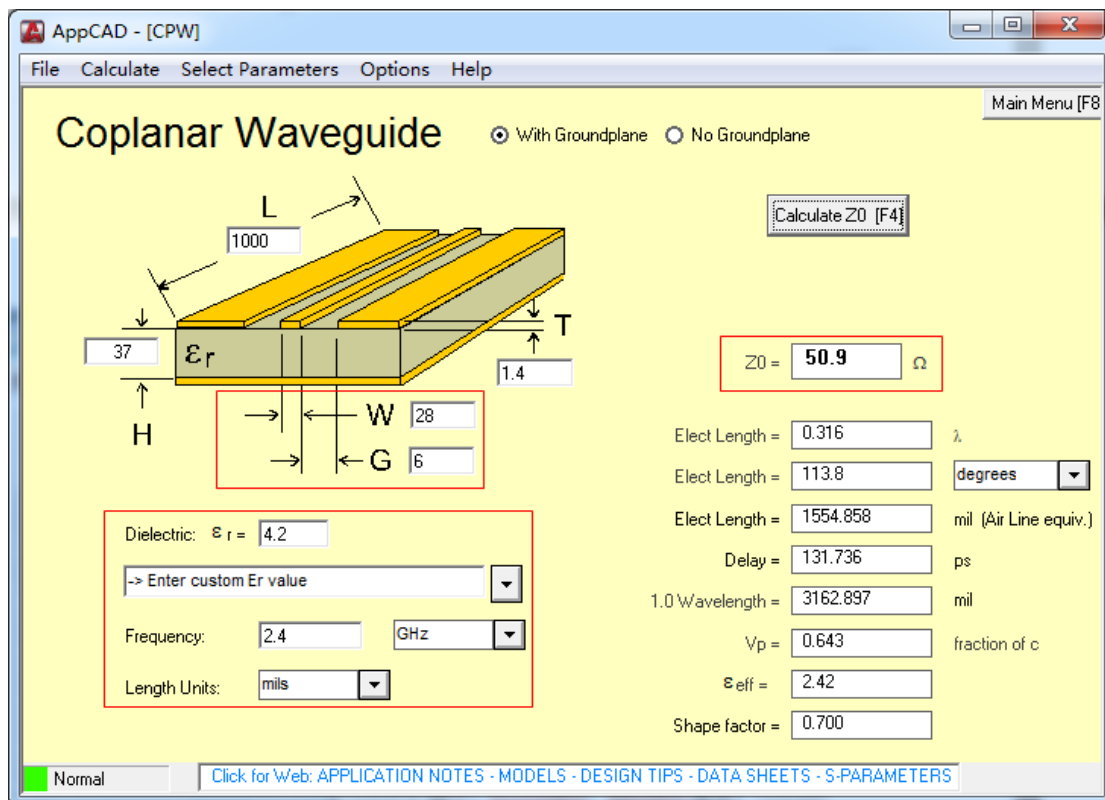 AppCAD - [CPW]
File Calculate Select Parameters Options Help
Main Menu [F8
Coplanar Waveguide
With Groundplane No Groundplane
L
1000
Calculate Z0 [F4]
37
εr
T
1.4
H
W 28
G 6
Z0 = 50.9 Ω
Elect Length = 0.316 λ
Elect Length = 113.8 degrees
Elect Length = 1554.858 mil (Air Line equiv.)
Delay = 131.736 ps
1.0 Wavelength = 3162.897 mil
Vp = 0.643 fraction of c
εeff = 2.42
Shape factor = 0.700
Dielectric: εr = 4.2
-> Enter custom Er value
Frequency: 2.4 GHz
Length Units: mils
Normal
Click for Web: APPLICATION NOTES - MODELS - DESIGN TIPS - DATA SHEETS - S-PARAMETERS